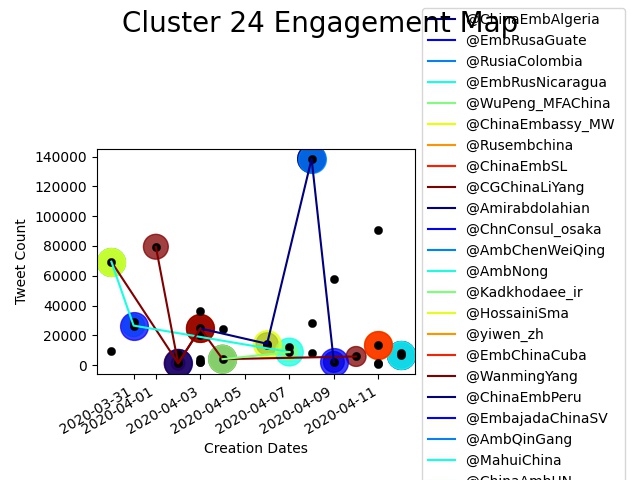 Cluster 24 Engagement Map
@ChinaEmbAlgeria
@EmbRusaGuate
@RusiaColombia
@EmbRusNicaragua
@WuPeng_MFAChina
@ChinaEmbassy_MW
@Rusembchina
@ChinaEmbSL
@CGChinaLiYang
@Amirabdolahian
@ChnConsul_osaka
@AmbChenWeiQing
@AmbNong
@Kadkhodaee_ir
@HossainiSma
@yiwen_zh
@EmbChinaCuba
@WanmingYang
@ChinaEmbPeru
@EmbajadaChinaSV
@AmbQinGang
@MahuiChina
@ChinaAmbUN
Tweet Count
140000
120000
100000
80000
60000
40000
20000
0
2020-03-31
2020-04-01
2020-04-03
2020-04-05
2020-04-07
2020-04-09
2020-04-11
Creation Dates